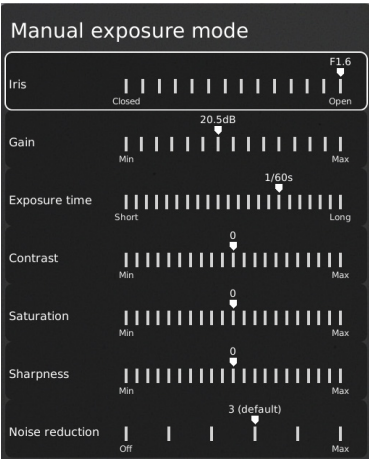 Manual exposure mode
F1.6
Iris
Closed Open
20.5dB
Gain
Min Max
1/60s
Exposure time
Short Long
0
Contrast
Min Max
0
Saturation
Min Max
0
Sharpness
Min Max
3 (default)
Noise reduction
Off Max